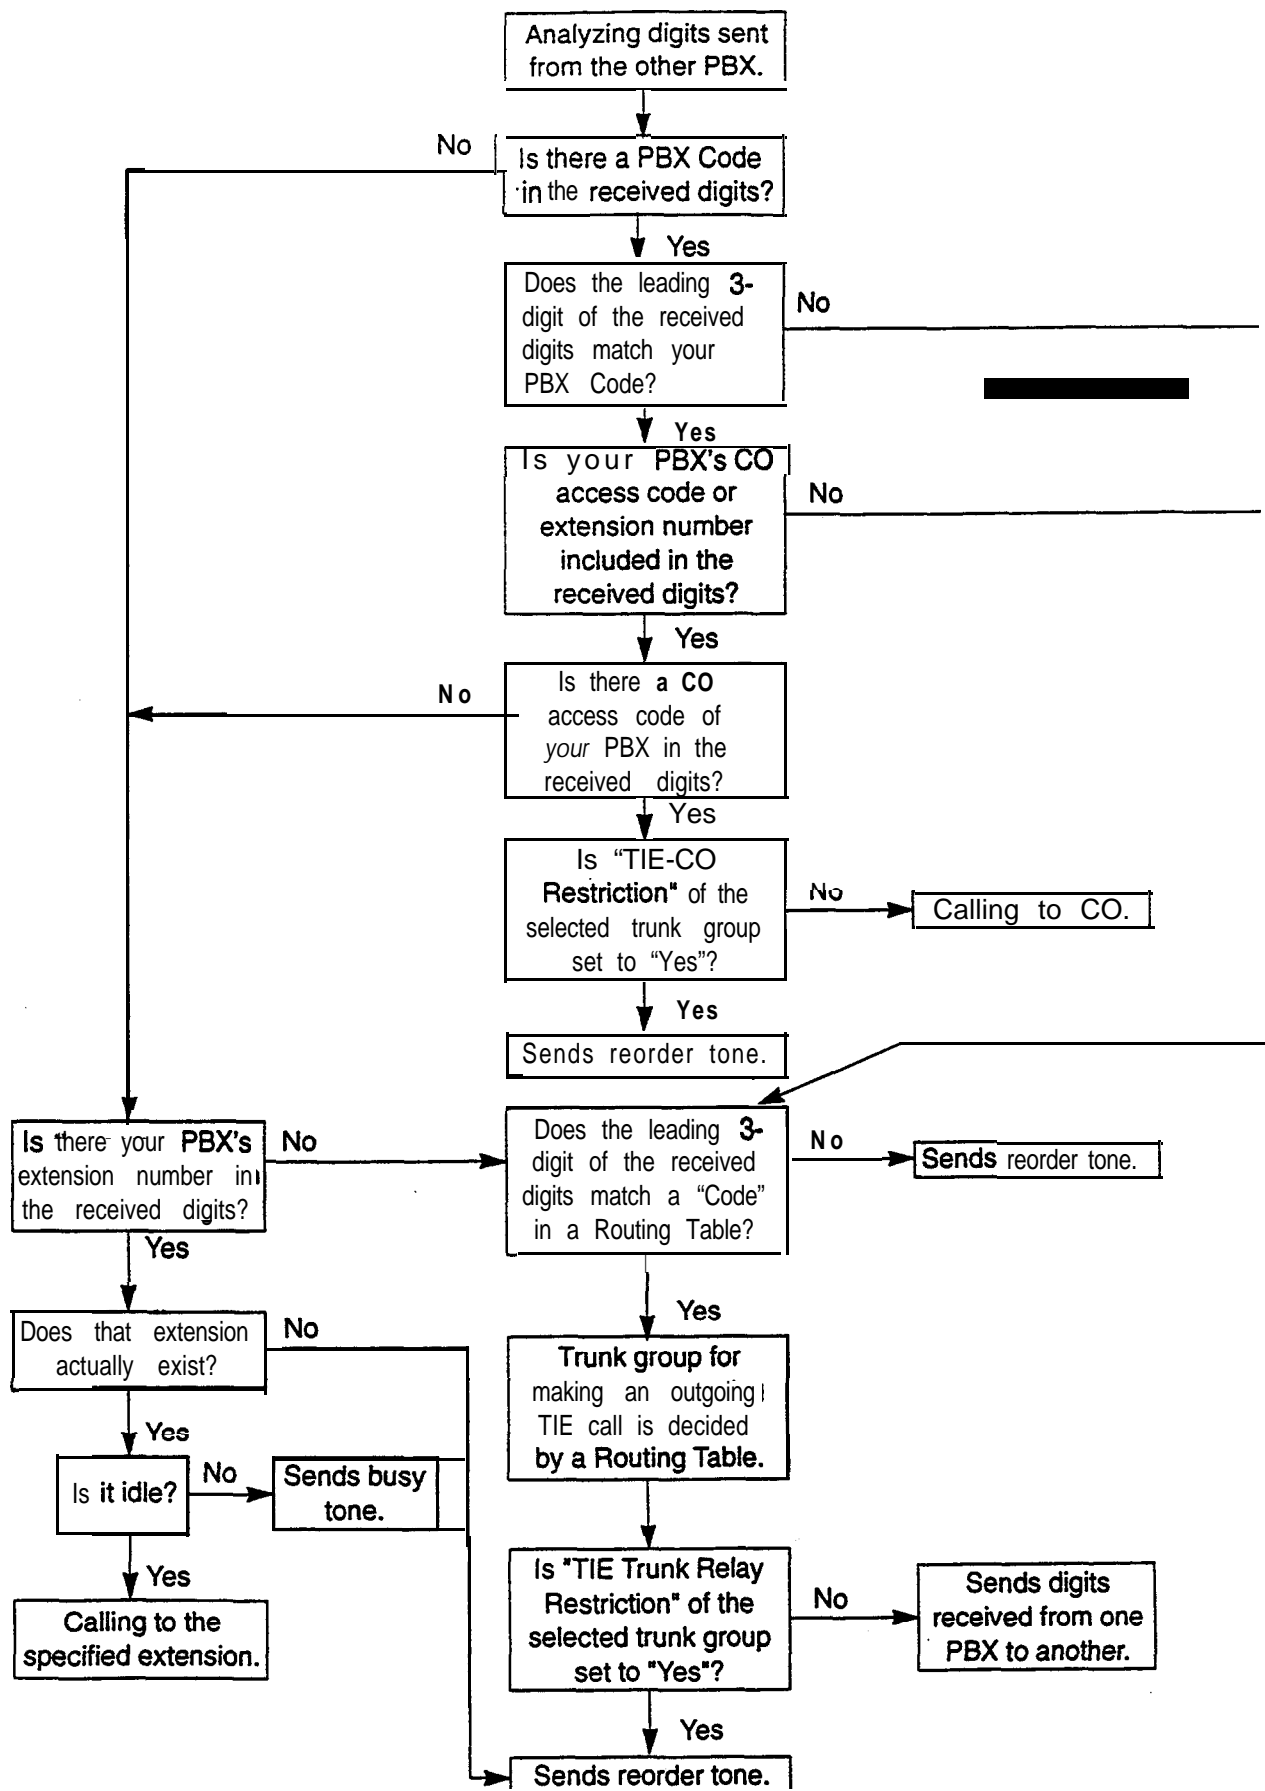 Analyzing digits sent
from the other PBX.
No
Is there a PBX Code
in the received digits?
Yes
Does the leading 3-
digit of the received
digits match your
PBX Code?
No
Yes
Is your PBX's CO
access code or
extension number
included in the
received digits?
No
Yes
Is there a CO
access code of
your PBX in the
received digits?
No
Yes
Is “TIE-CO
Restriction" of the
selected trunk group
set to “Yes”?
No
Calling to CO.
Yes
Sends reorder tone.
Is there your PBX's
extension number in
the received digits?
No
Does the leading 3-
digit of the received
digits match a “Code”
in a Routing Table?
No
Sends reorder tone.
Yes
Does that extension
actually exist?
No
Yes
Trunk group for
making an outgoing
TIE call is decided
by a Routing Table.
Yes
Is it idle?
No
Sends busy
tone.
Yes
Calling to the
specified extension.
Is "TIE Trunk Relay
Restriction" of the
selected trunk group
set to "Yes"?
No
Sends digits
received from one
PBX to another.
Yes
Sends reorder tone.